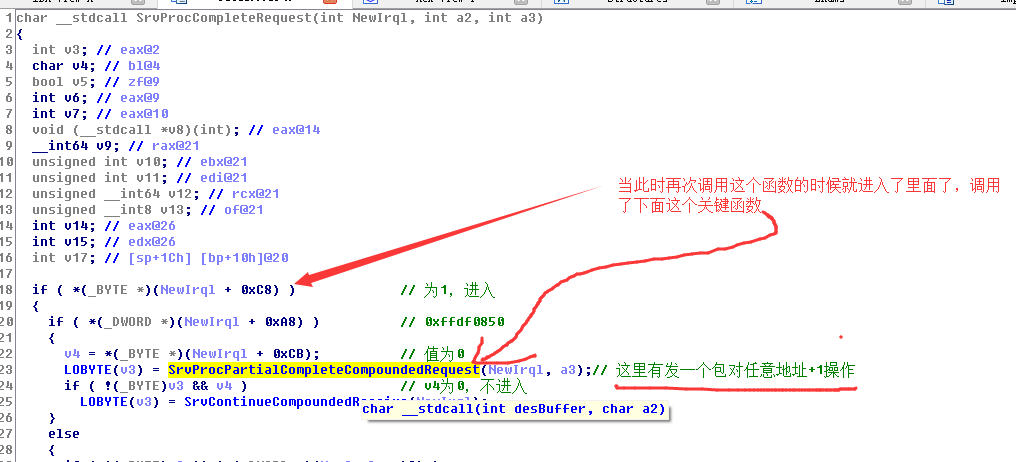 1 char __stdcall SrvProcCompleteRequest(int NewIrql, int a2, int a3)
2 {
3 int v3; // eax@2
4 char v4; // bl@4
5 bool v5; // zf@9
6 int v6; // eax@9
7 int v7; // eax@10
8 void (__stdcall *v8)(int); // eax@14
9 __int64 v9; // rax@21
10 unsigned int v10; // ebx@21
11 unsigned int v11; // edi@21
12 unsigned __int64 v12; // rcx@21
13 unsigned __int8 v13; // of@21
14 int v14; // eax@26
15 int v15; // edx@26
16 int v17; // [sp+1Ch] [bp+10h]@20
当此时再次调用这个函数的时候就进入了里面了，调用
了下面这个关键函数
17
18 if ( *(_BYTE *)(NewIrql + 0xC8) ) // 为1，进入
19 {
20 if ( *(_DWORD *)(NewIrql + 0xA8) ) // 0xffdf0850
21 {
22 v4 = *(_BYTE *)(NewIrql + 0xCB); // 值为0
23 LOBYTE(v3) = SrvProcPartialCompleteCompoundedRequest(NewIrql, a3);// 这里有发一个包对任意地址+1操作
24 if ( !(_BYTE)v3 && v4 ) // v4为0，不进入
25 LOBYTE(v3) = SrvContinueCompoundedReceive(NewIrql);
char __stdcall(int desBuffer, char a2)
26 }
27 else
28 {